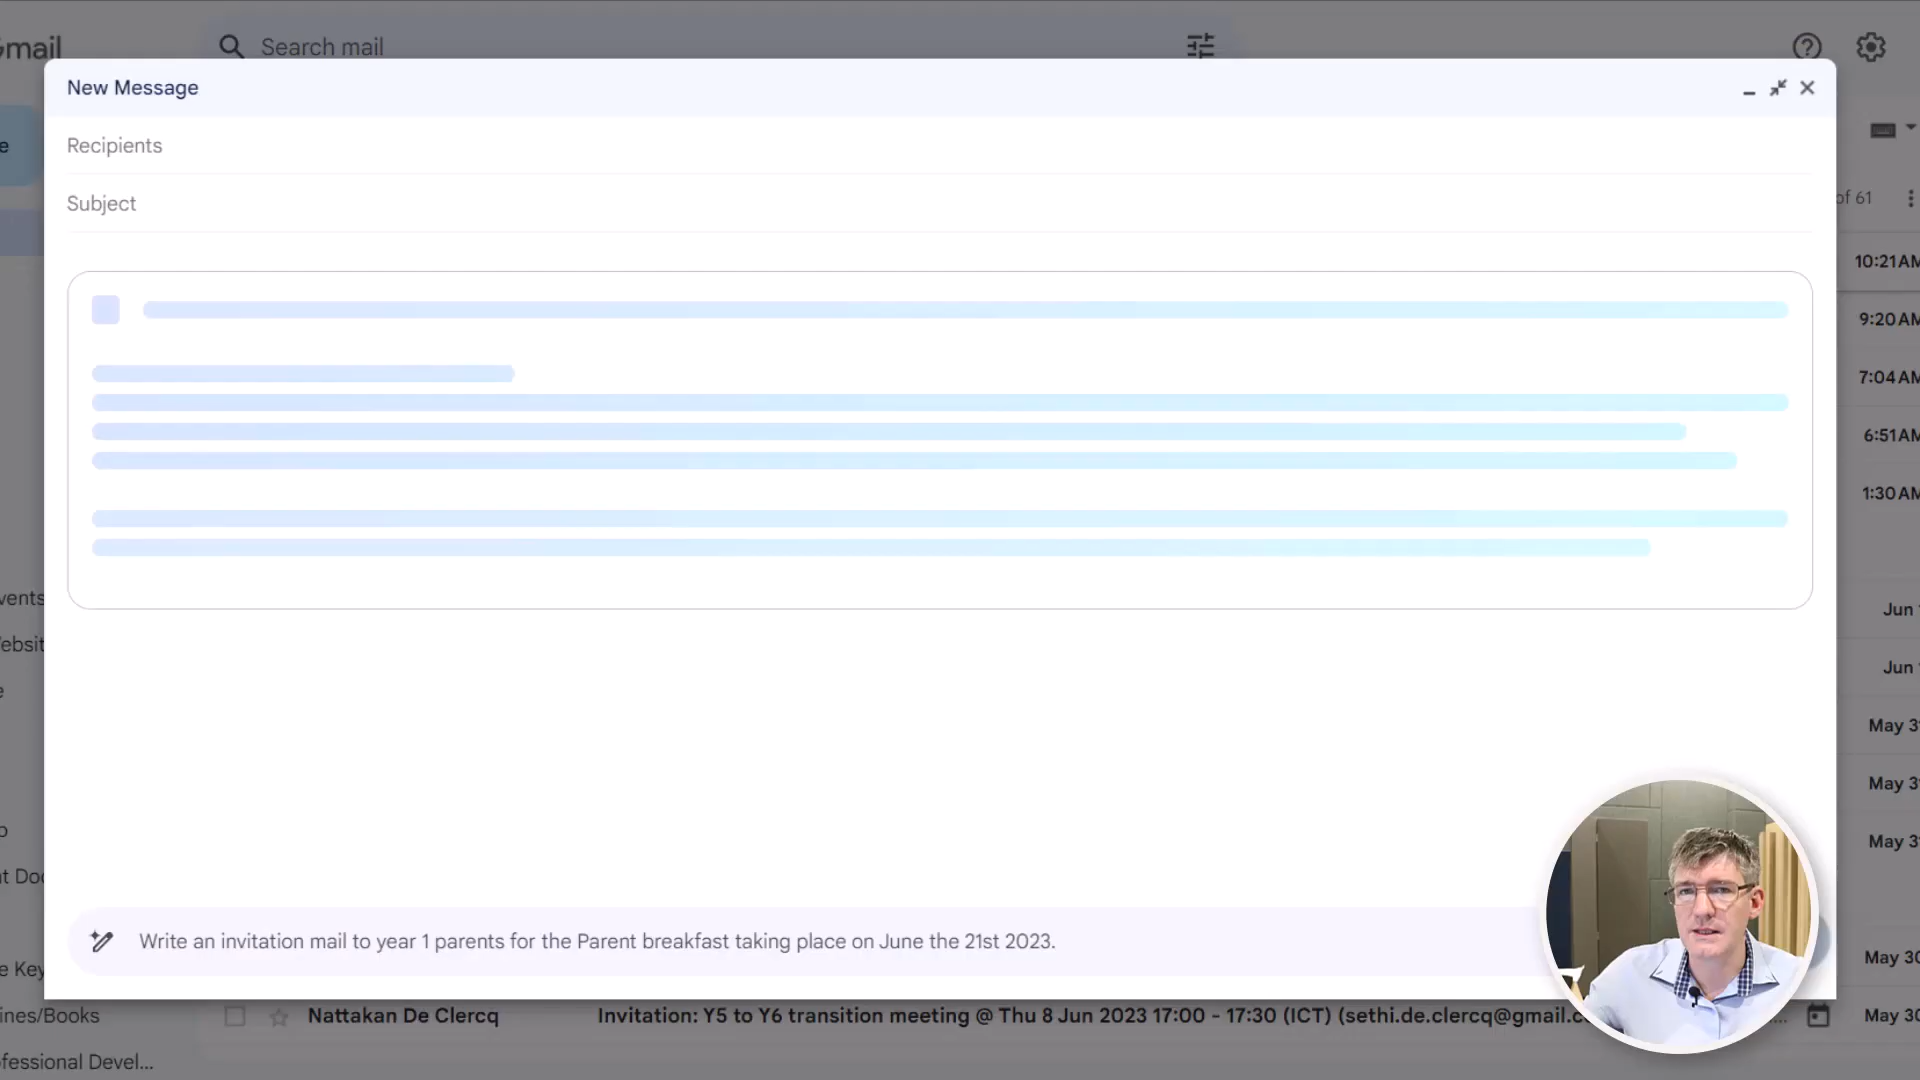 Gmail
Search mail
New Message
e
Recipients
of 61
Subject
10:21 AM
9:20 AM
7:04 AM
6:51 AM
1:30 AM
vents
Jun
ebsit
Jun
e
May 3
May 3
p
May 3
t Doc
Write an invitation mail to year 1 parents for the Parent breakfast taking place on June the 21st 2023.
May 30
e Key
ines/Books
Nattakan De Clercq
Invitation: Y5 to Y6 transition meeting @ Thu 8 Jun 2023 17:00 - 17:30 (ICT) (sethi.de.clercq@gmail.c
May 30
ofessional Devel...